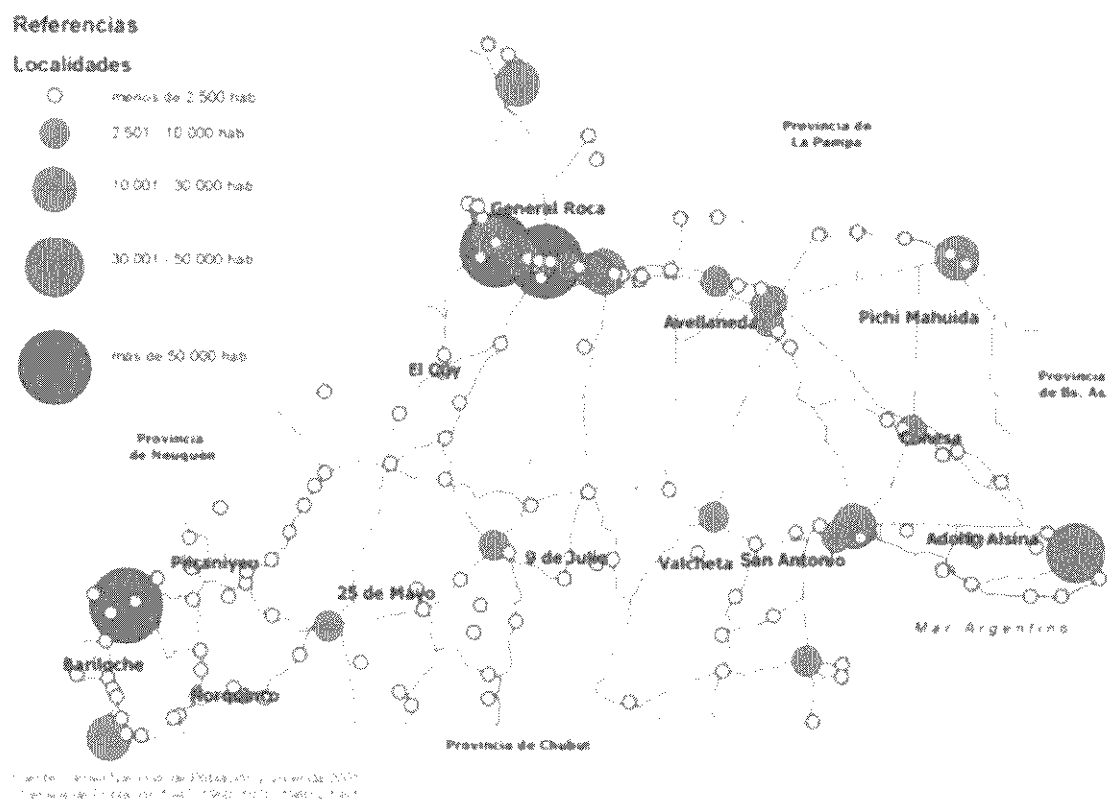 Referencias
Localidades
menos de 2 500 hab
2 501 - 10 000 hab
10 001 - 30 000 hab
30 001 - 50 000 hab
más de 50 000 hab
Provincia de
La Pampa
General Roca
Avellaneda
Pichi Mahuida
El Cuy
Provincia
de Bs. As
Provincia
de Neuquén
Conesa
Pilcaniyeu
9 de Julio
Valcheta
San Antonio
Adolfo Alsina
25 de Mayo
Mar Argentino
Bariloche
Ñorquinco
Provincia de Chubut